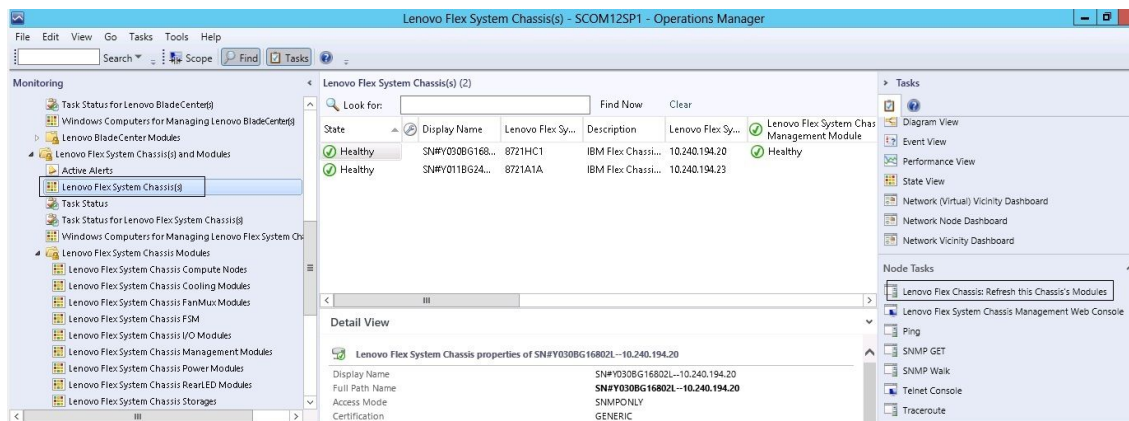 Lenovo Flex System Chassis(s) - SCOM12SP1 - Operations Manager
File Edit View Go Tasks Tools Help
Search Scope Find Tasks
Monitoring
Task Status for Lenovo BladeCenter(s)
Windows Computers for Managing Lenovo BladeCenter(s)
Lenovo BladeCenter Modules
Lenovo Flex System Chassis(s) and Modules
Active Alerts
Lenovo Flex System Chassis(s)
Task Status
Task Status for Lenovo Flex System Chassis(s)
Windows Computers for Managing Lenovo Flex System Ch
Lenovo Flex System Chassis Modules
Lenovo Flex System Chassis Compute Nodes
Lenovo Flex System Chassis Cooling Modules
Lenovo Flex System Chassis FanMux Modules
Lenovo Flex System Chassis FSM
Lenovo Flex System Chassis I/O Modules
Lenovo Flex System Chassis Management Modules
Lenovo Flex System Chassis Power Modules
Lenovo Flex System Chassis RearLED Modules
Lenovo Flex System Chassis Storages
Lenovo Flex System Chassis(s) (2)
Look for: Find Now Clear
State Display Name Lenovo Flex Sy... Description Lenovo Flex Sy... Lenovo Flex System Chas
Management Module
Healthy SN#Y030BG168... 8721HC1 IBM Flex Chassi... 10.240.194.20 Healthy
Healthy SN#Y011BG24... 8721A1A IBM Flex Chassi... 10.240.194.23
Detail View
Lenovo Flex System Chassis properties of SN#Y030BG16802L--10.240.194.20
Display Name SN#Y030BG16802L--10.240.194.20
Full Path Name SN#Y030BG16802L--10.240.194.20
Access Mode SNMPONLY
Certification GENERIC
Tasks
Diagram View
Event View
Performance View
State View
Network (Virtual) Vicinity Dashboard
Network Node Dashboard
Network Vicinity Dashboard
Node Tasks
Lenovo Flex Chassis: Refresh this Chassis's Modules
Lenovo Flex System Chassis Management Web Console
Ping
SNMP GET
SNMP Walk
Telnet Console
Traceroute